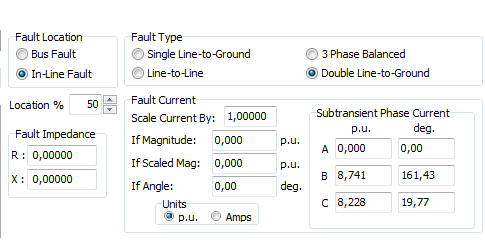 Fault Location
Bus Fault
In-Line Fault
Location % 50
Fault Impedance
R : 0,00000
X : 0,00000
Fault Type
Single Line-to-Ground
3 Phase Balanced
Line-to-Line
Double Line-to-Ground
Fault Current
Scale Current By: 1,00000
If Magnitude: 0,000 p.u.
If Scaled Mag: 0,000 p.u.
If Angle: 0,00 deg.
Units
p.u. Amps
Subtransient Phase Current
p.u. deg.
A 0,000 0,00
B 8,741 161,43
C 8,228 19,77